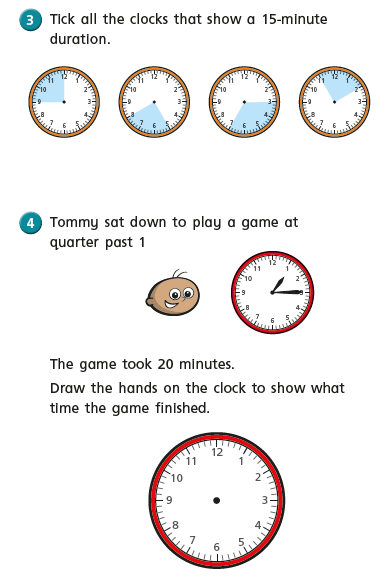 3 Tick all the clocks that show a 15-minute
duration.
12 1 2 3 4 5 6 7 8 9 10 11
12 1 2 3 4 5 6 7 8 9 10 11
12 1 2 3 4 5 6 7 8 9 10 11
12 1 2 3 4 5 6 7 8 9 10 11
4 Tommy sat down to play a game at
quarter past 1
12 1 2 3 4 5 6 7 8 9 10 11
The game took 20 minutes.
Draw the hands on the clock to show what
time the game finished.
12 1 2 3 4 5 6 7 8 9 10 11